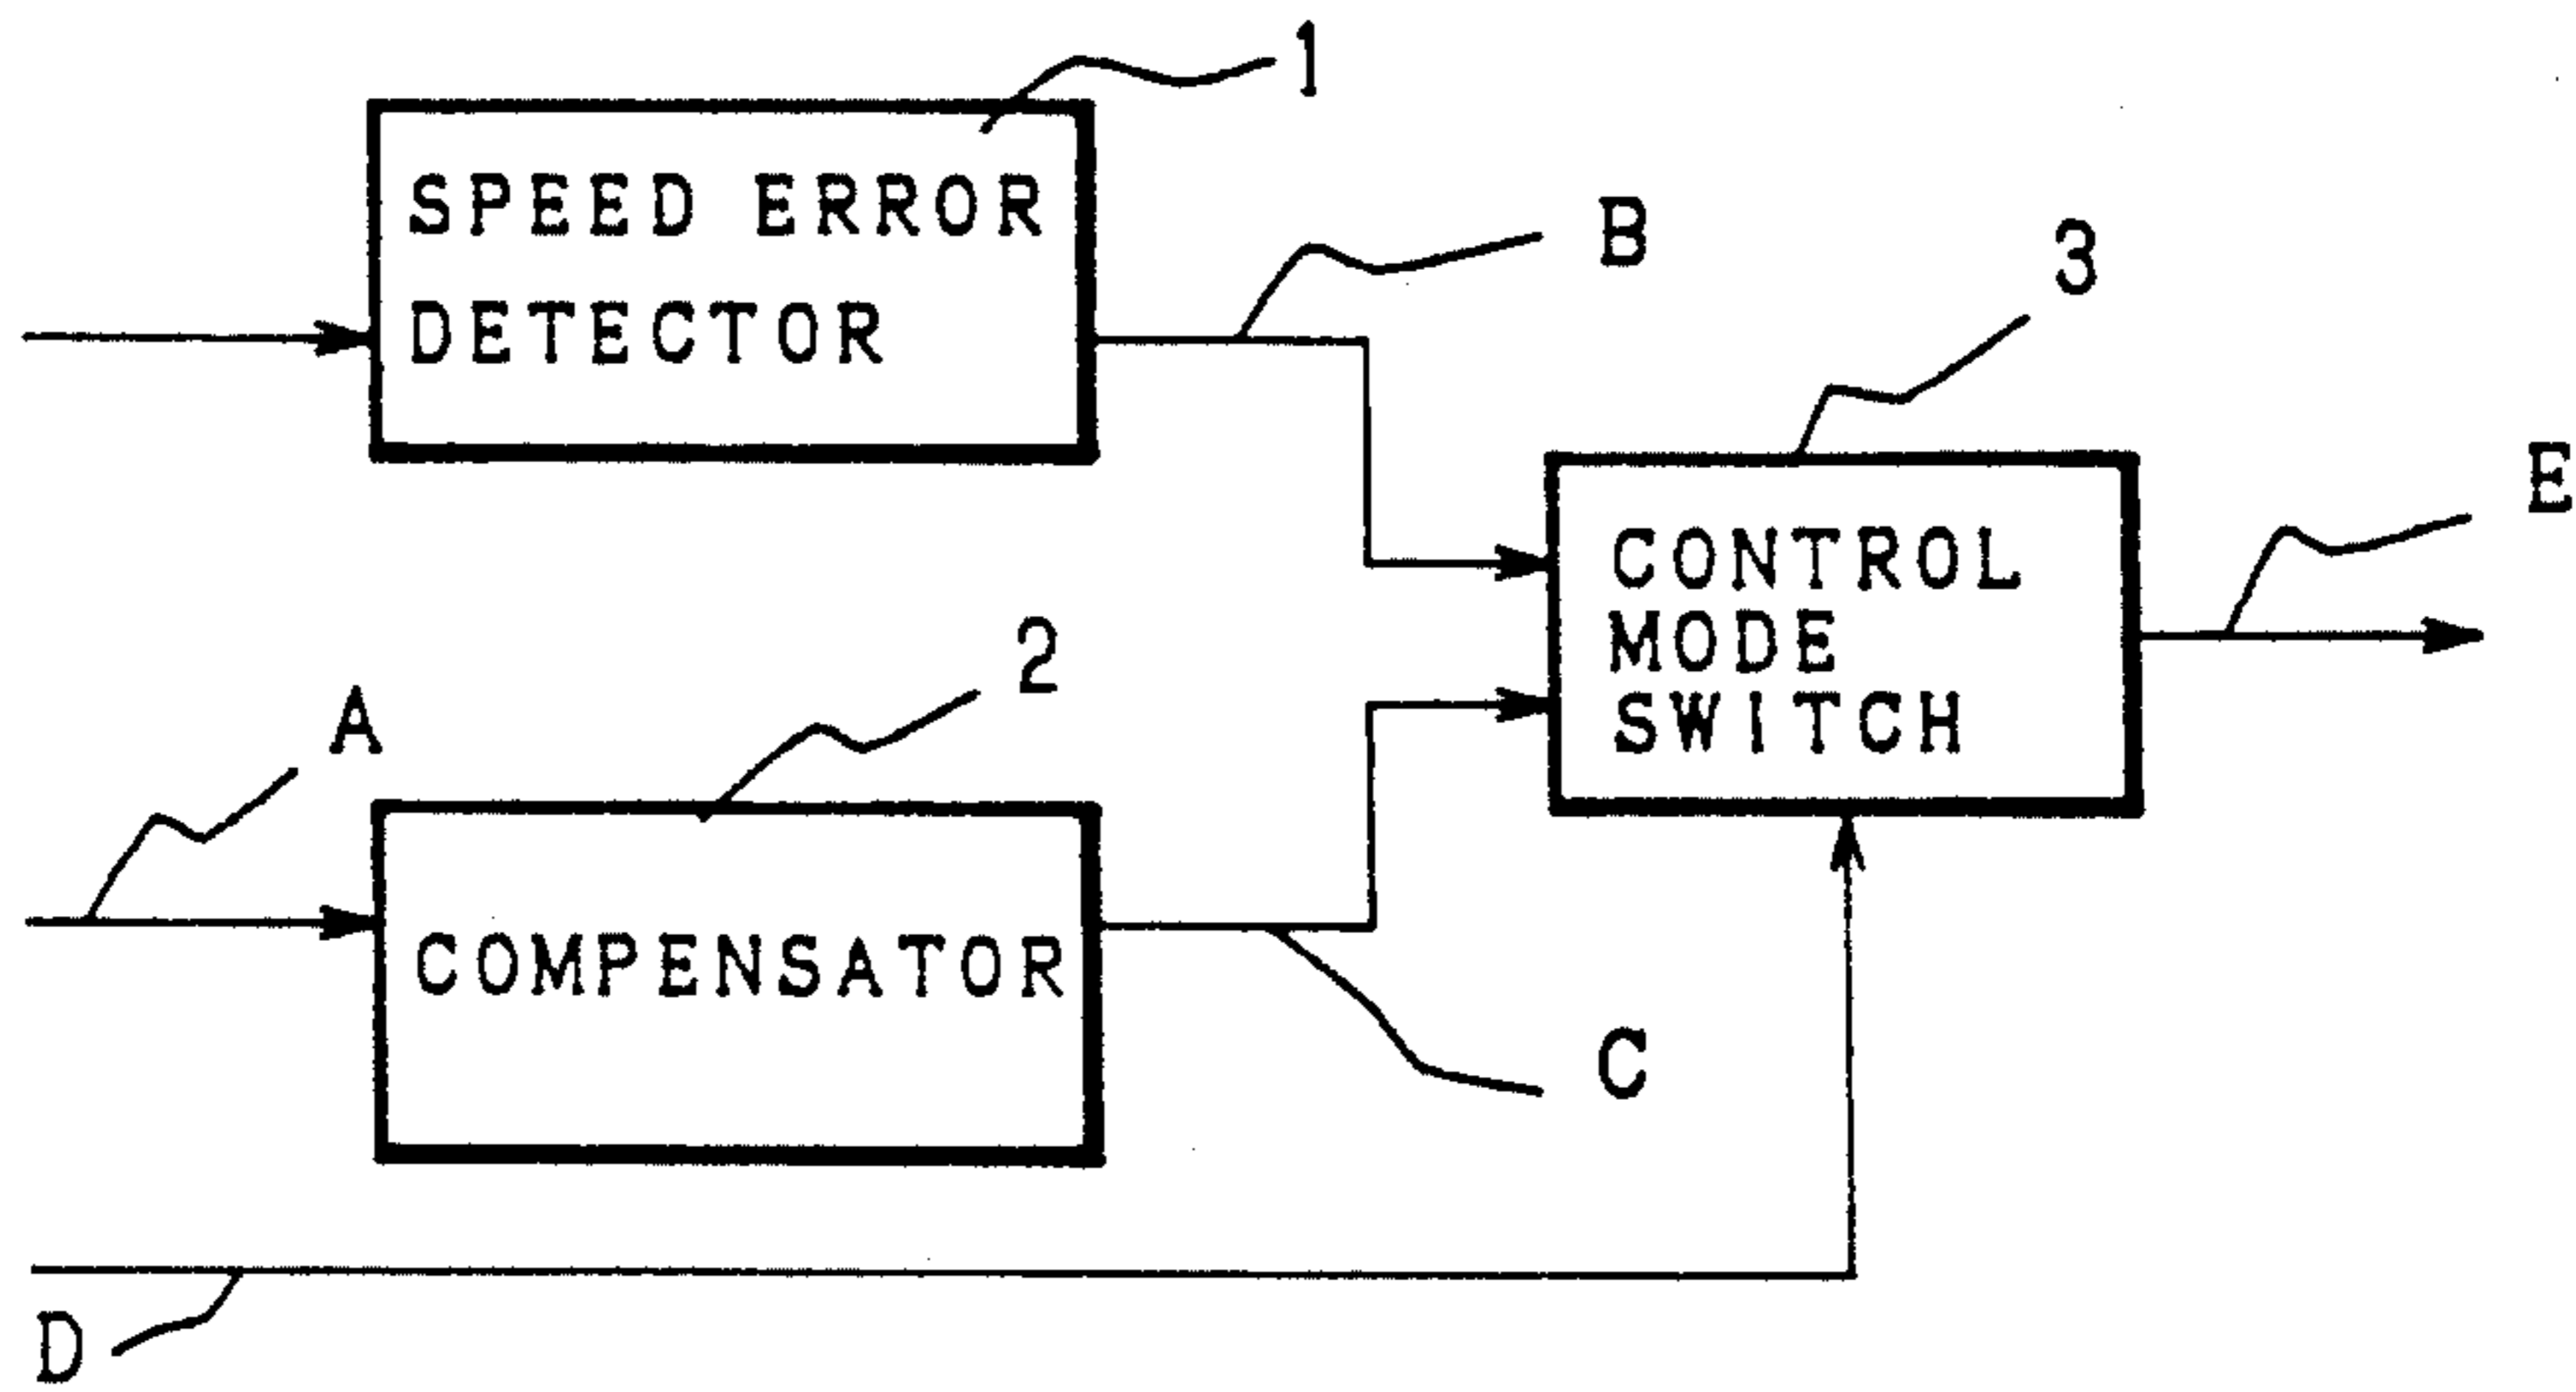 1
SPEED ERROR
DETECTOR
B
3
E
CONTROL
MODE
SWITCH
2
A
COMPENSATOR
C
D